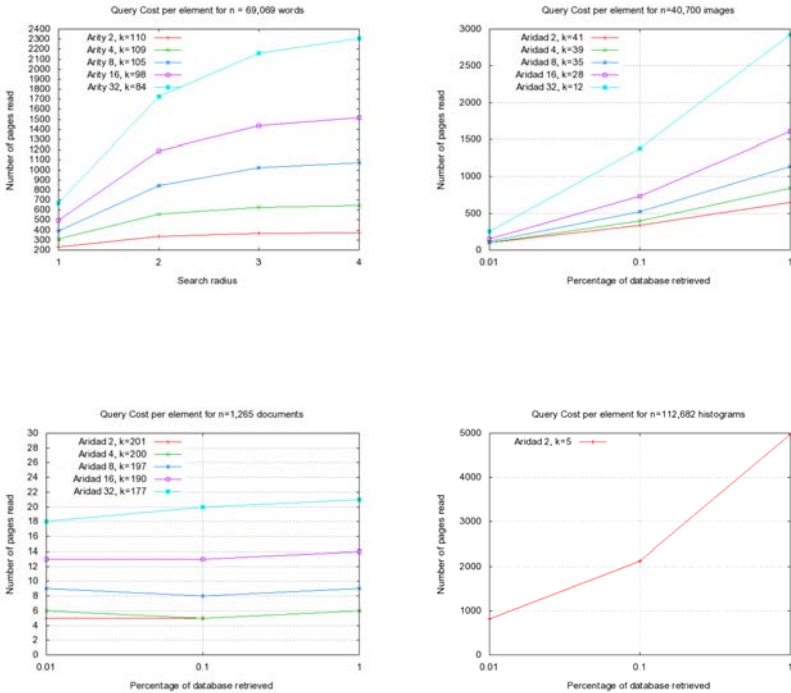 Query Cost per element for n = 69,069 words
Number of pages read
2400
2300
2200
2100
2000
1900
1800
1700
1600
1500
1400
1300
1200
1100
1000
900
800
700
600
500
400
300
200
Arity 2, k=110
Arity 4, k=109
Arity 8, k=105
Arity 16, k=98
Arity 32, k=84
1 2 3 4
Search radius
Query Cost per element for n=40,700 images
Number of pages read
3000
2500
2000
1500
1000
500
0
Aridad 2, k=41
Aridad 4, k=39
Aridad 8, k=35
Aridad 16, k=28
Aridad 32, k=12
0.01 0.1 1
Percentage of database retrieved
Query Cost per element for n=1,265 documents
Number of pages read
30
28
26
24
22
20
18
16
14
12
10
8
6
4
2
0
Aridad 2, k=201
Aridad 4, k=200
Aridad 8, k=197
Aridad 16, k=190
Aridad 32, k=177
0.01 0.1 1
Percentage of database retrieved
Query Cost per element for n=112,682 histograms
Number of pages read
5000
4000
3000
2000
1000
0
Aridad 2, k=5
0.01 0.1 1
Percentage of database retrieved